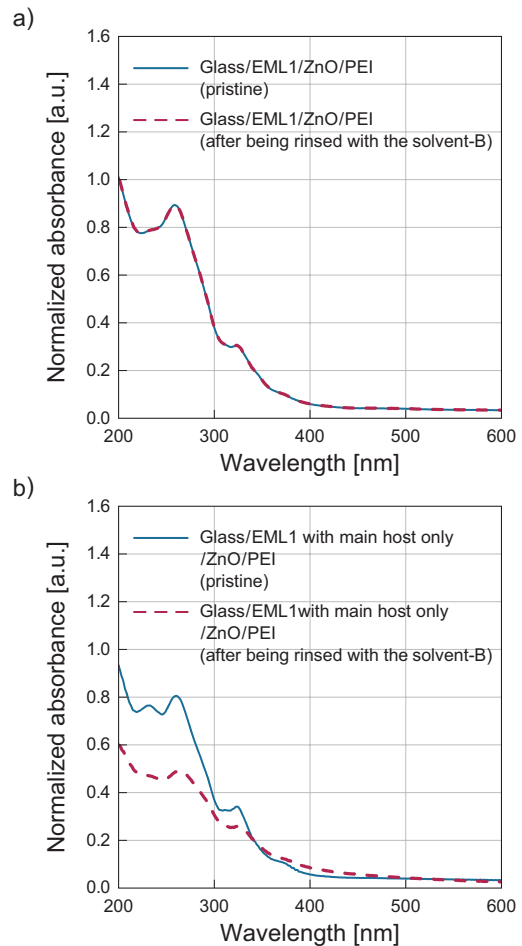 a)
1.6
1.4
1.2
1.0
0.8
0.6
0.4
0.2
0.0
Normalized absorbance [a.u.]
Glass/EML1/ZnO/PEI
(pristine)
Glass/EML1/ZnO/PEI
(after being rinsed with the solvent-B)
200 300 400 500 600
Wavelength [nm]
b)
1.6
1.4
1.2
1.0
0.8
0.6
0.4
0.2
0.0
Normalized absorbance [a.u.]
Glass/EML1 with main host only
/ZnO/PEI
(pristine)
Glass/EML1with main host only
/ZnO/PEI
(after being rinsed with the solvent-B)
200 300 400 500 600
Wavelength [nm]